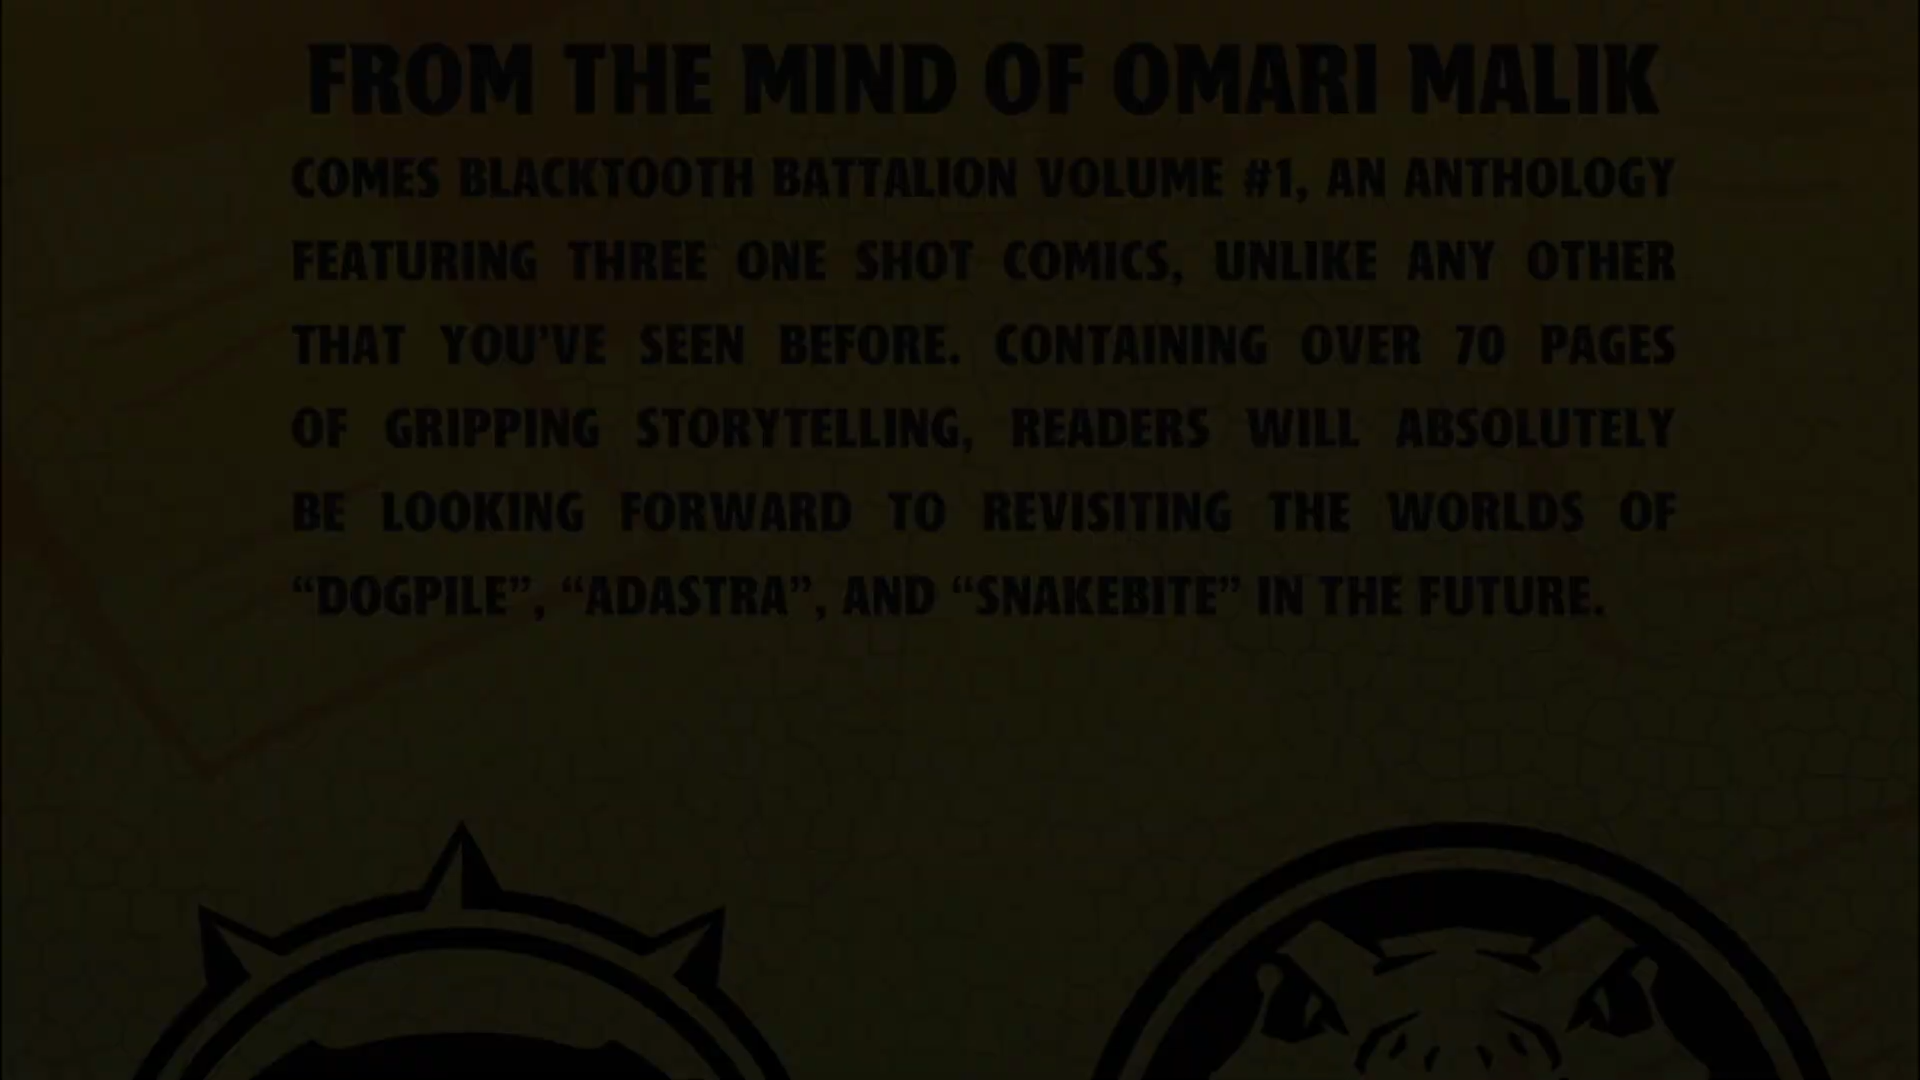 FROM THE MIND OF OMARI MALIK
COMES BLACKTOOTH BATTALION VOLUME #1, AN ANTHOLOGY
FEATURING THREE ONE SHOT COMICS, UNLIKE ANY OTHER
THAT YOU’VE SEEN BEFORE. CONTAINING OVER 70 PAGES
OF GRIPPING STORYTELLING, READERS WILL ABSOLUTELY
BE LOOKING FORWARD TO REVISITING THE WORLDS OF
“DOGPILE”, “ADASTRA”, AND “SNAKEBITE” IN THE FUTURE.